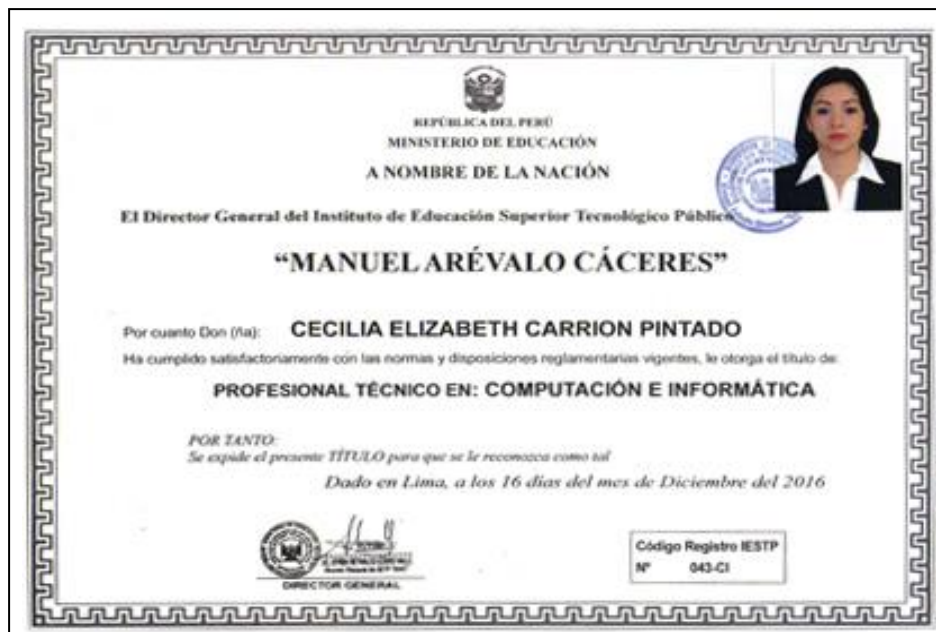 REPÚBLICA DEL PERÚ
MINISTERIO DE EDUCACIÓN
A NOMBRE DE LA NACIÓN
El Director General del Instituto de Educación Superior Tecnológico Público
“MANUEL ARÉVALO CÁCERES”
Por cuanto Don (ña): CECILIA ELIZABETH CARRION PINTADO
Ha cumplido satisfactoriamente con las normas y disposiciones reglamentarias vigentes, le otorga el título de:
PROFESIONAL TÉCNICO EN: COMPUTACIÓN E INFORMÁTICA
POR TANTO:
Se expide el presente TÍTULO para que se le reconozca como tal
Dado en Lima, a los 16 días del mes de Diciembre del 2016
DIRECTOR GENERAL
Código Registro IESTP
Nº 043-CI